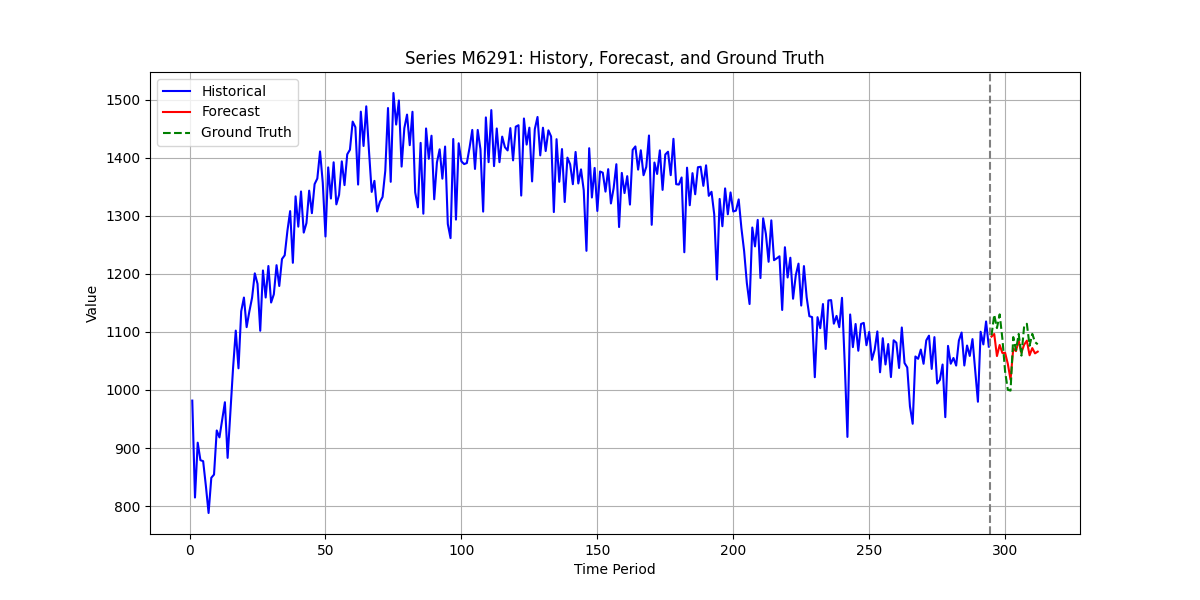 Series M6291: History, Forecast, and Ground Truth
Historical
Forecast
Ground Truth
Value
1500
1400
1300
1200
1100
1000
900
800
0 50 100 150 200 250 300
Time Period